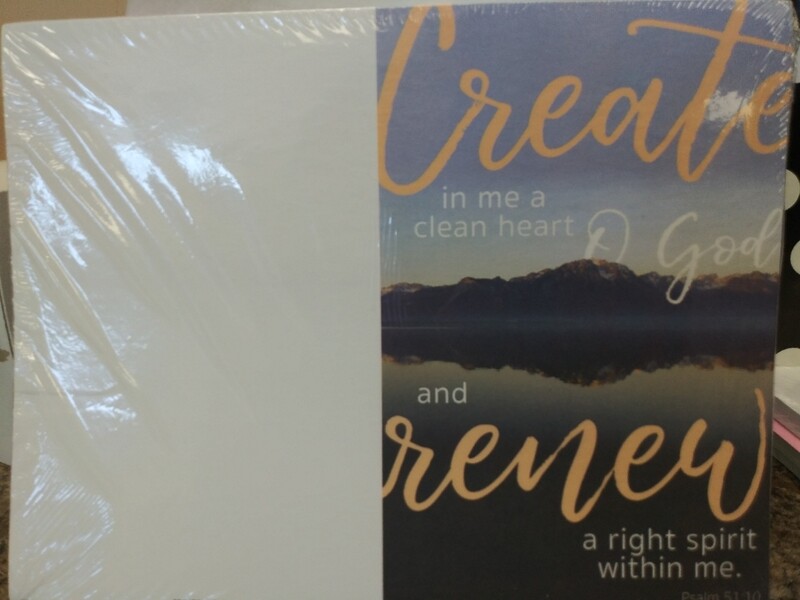 Create
in me a
clean heart
O God
and
renew
a right spirit
within me.
Psalm 51:10